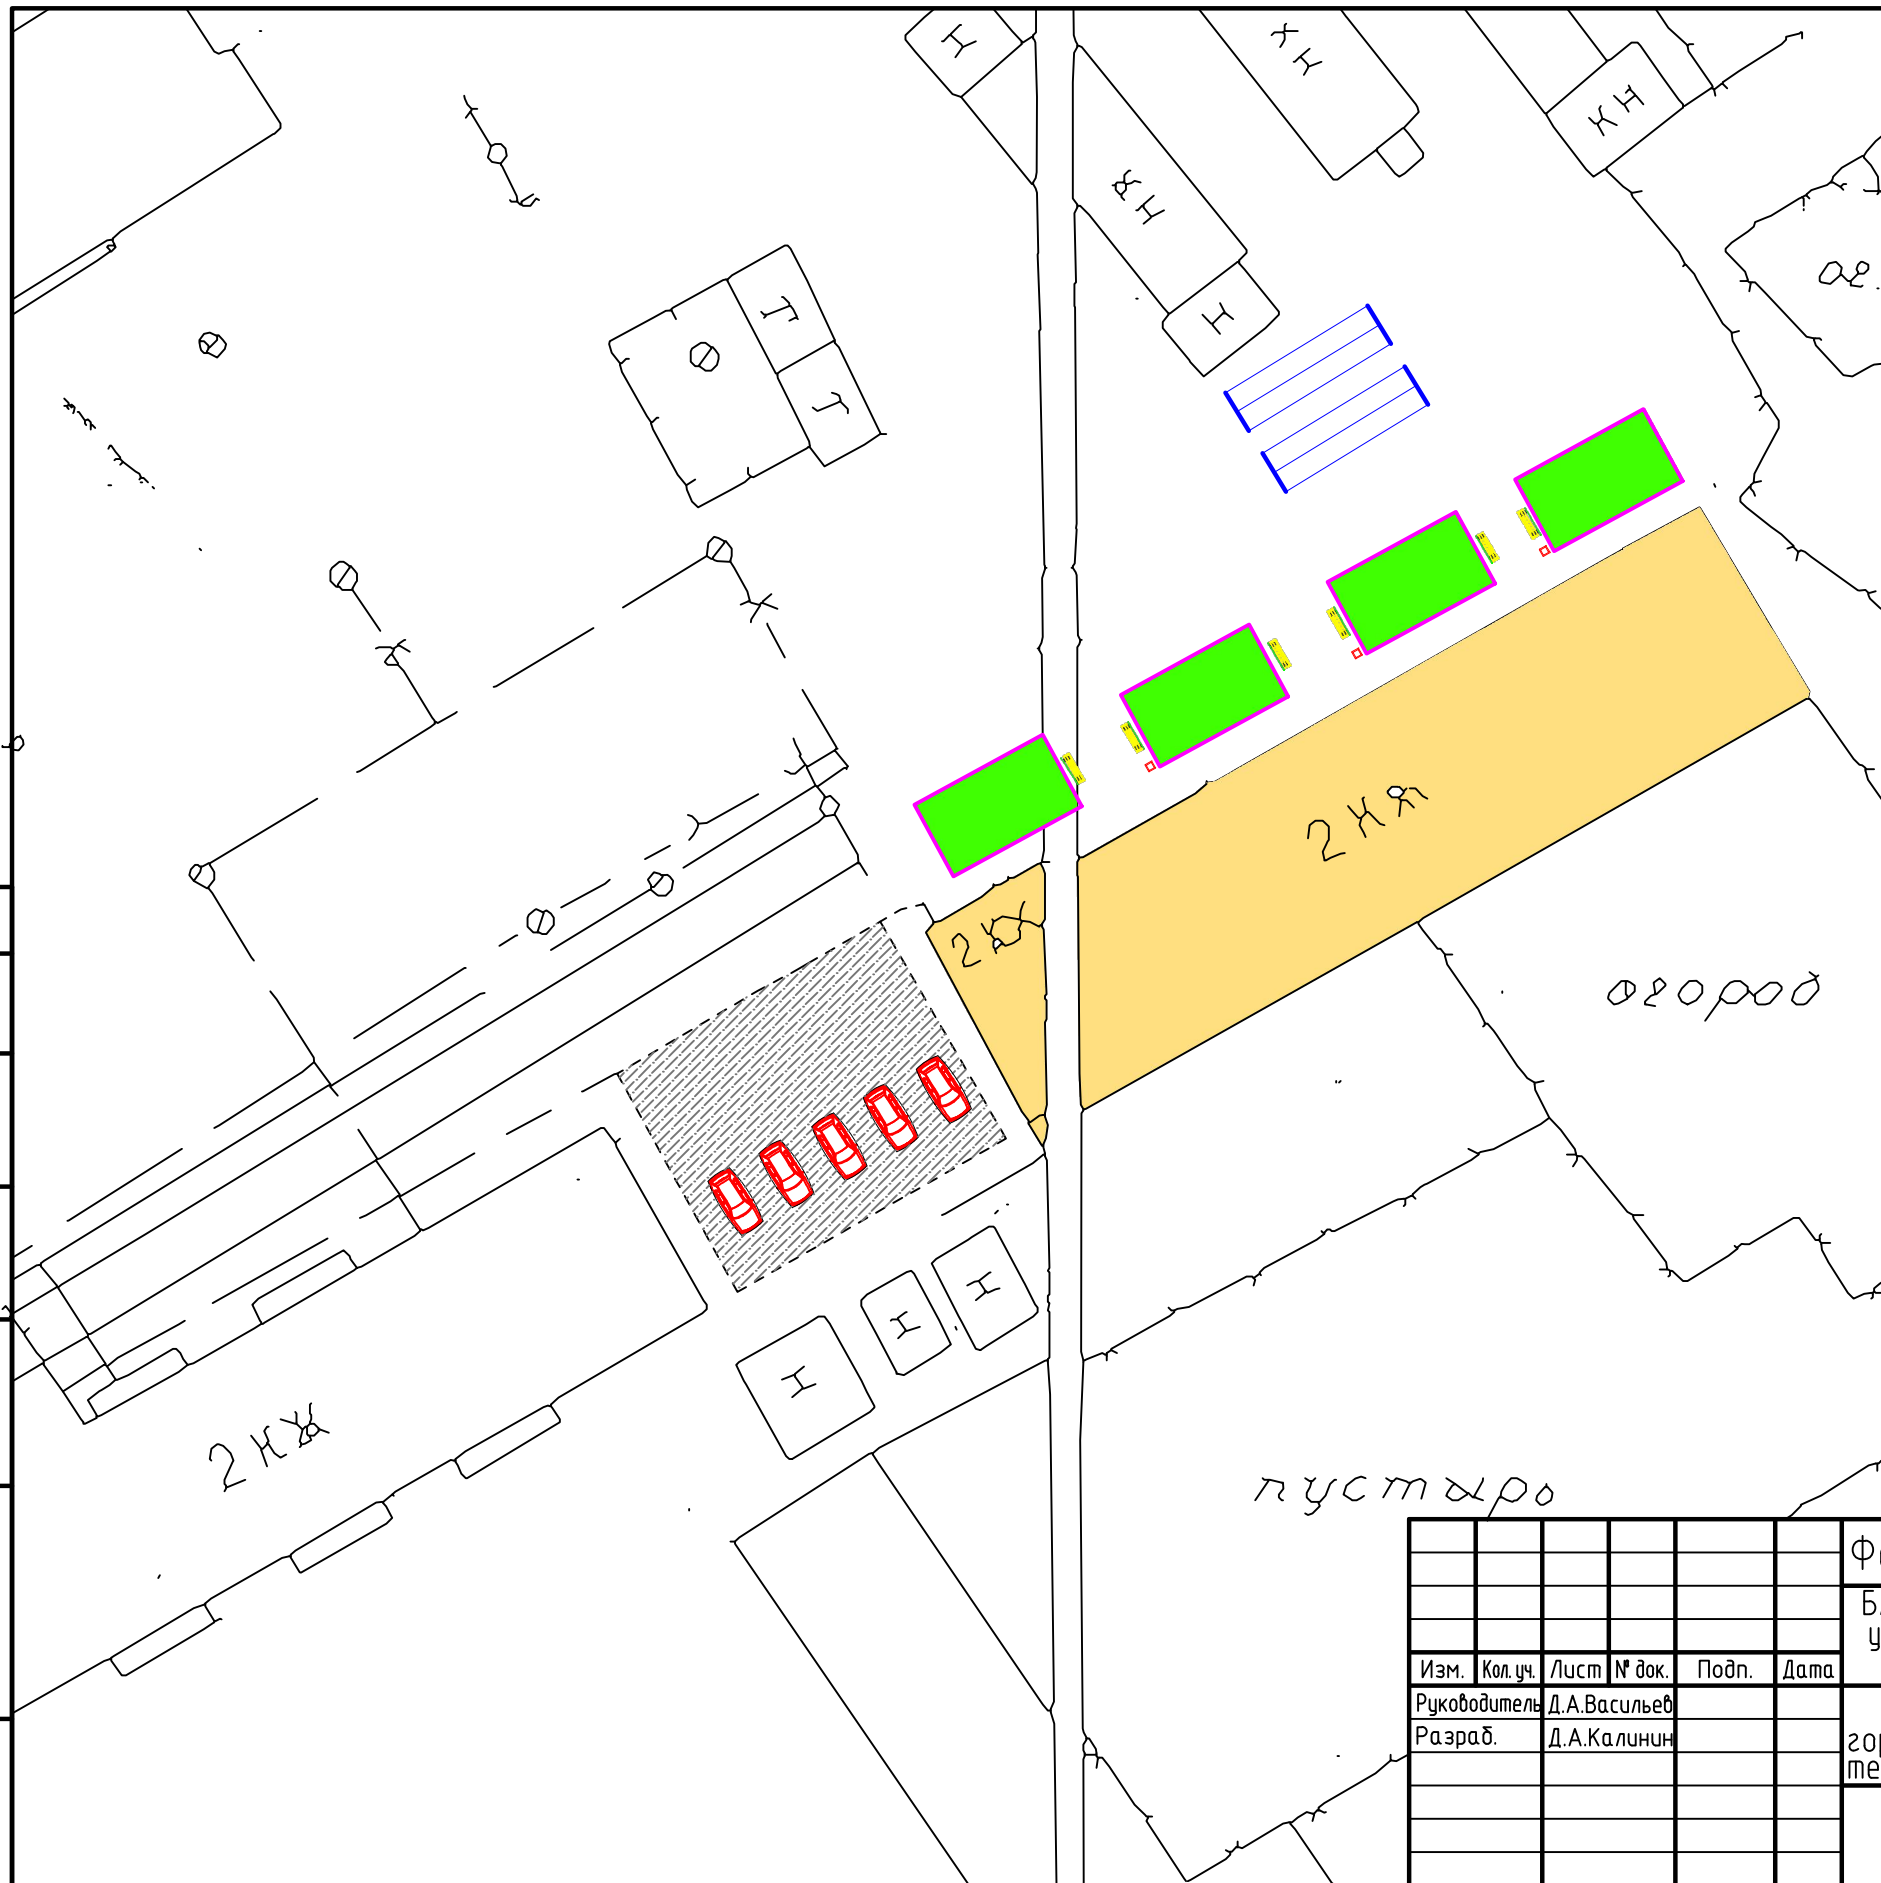 Н
КН
КН
КН
Н
Г
Г
2КЖ
2КЖ
огород
Н
Н
Н
2КЖ
пустырь
Изм.
Кол. уч.
Лист
№ док.
Подп.
Дата
Руководитель
Д.А.Васильев
Разраб.
Д.А.Калинин